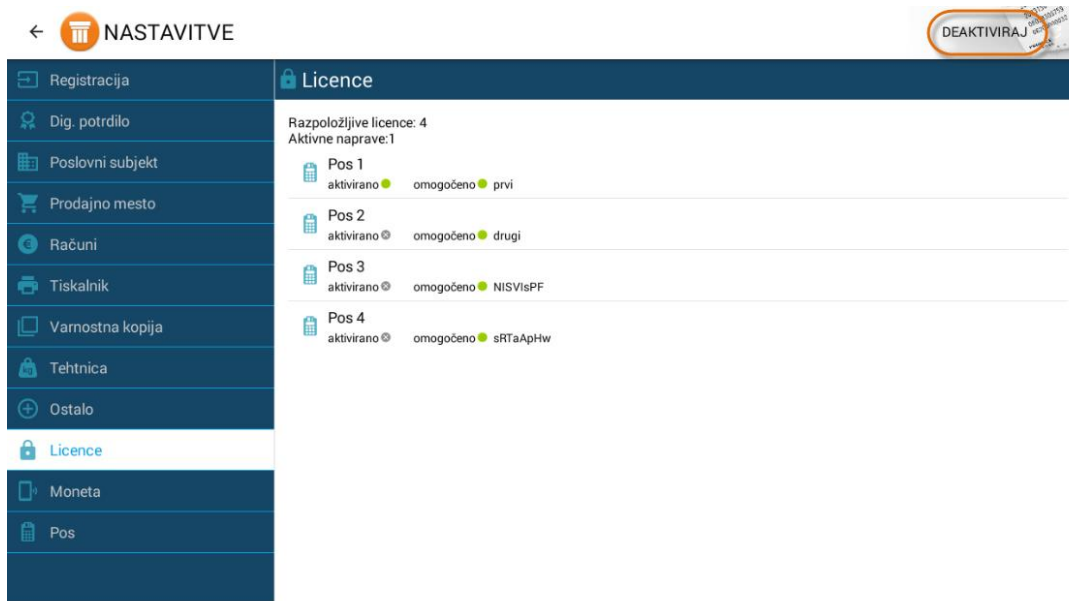 NASTAVITVE
DEAKTIVIRAJ
Registracija
Dig. potrdilo
Poslovni subjekt
Prodajno mesto
Računi
Tiskalnik
Varnostna kopija
Tehtnica
Ostalo
Licence
Moneta
Pos
Licence
Razpoložljive licence: 4
Aktivne naprave:1
Pos 1
aktivirano omogočeno prvi
Pos 2
aktivirano omogočeno drugi
Pos 3
aktivirano omogočeno NISVIsPF
Pos 4
aktivirano omogočeno sRTaApHw